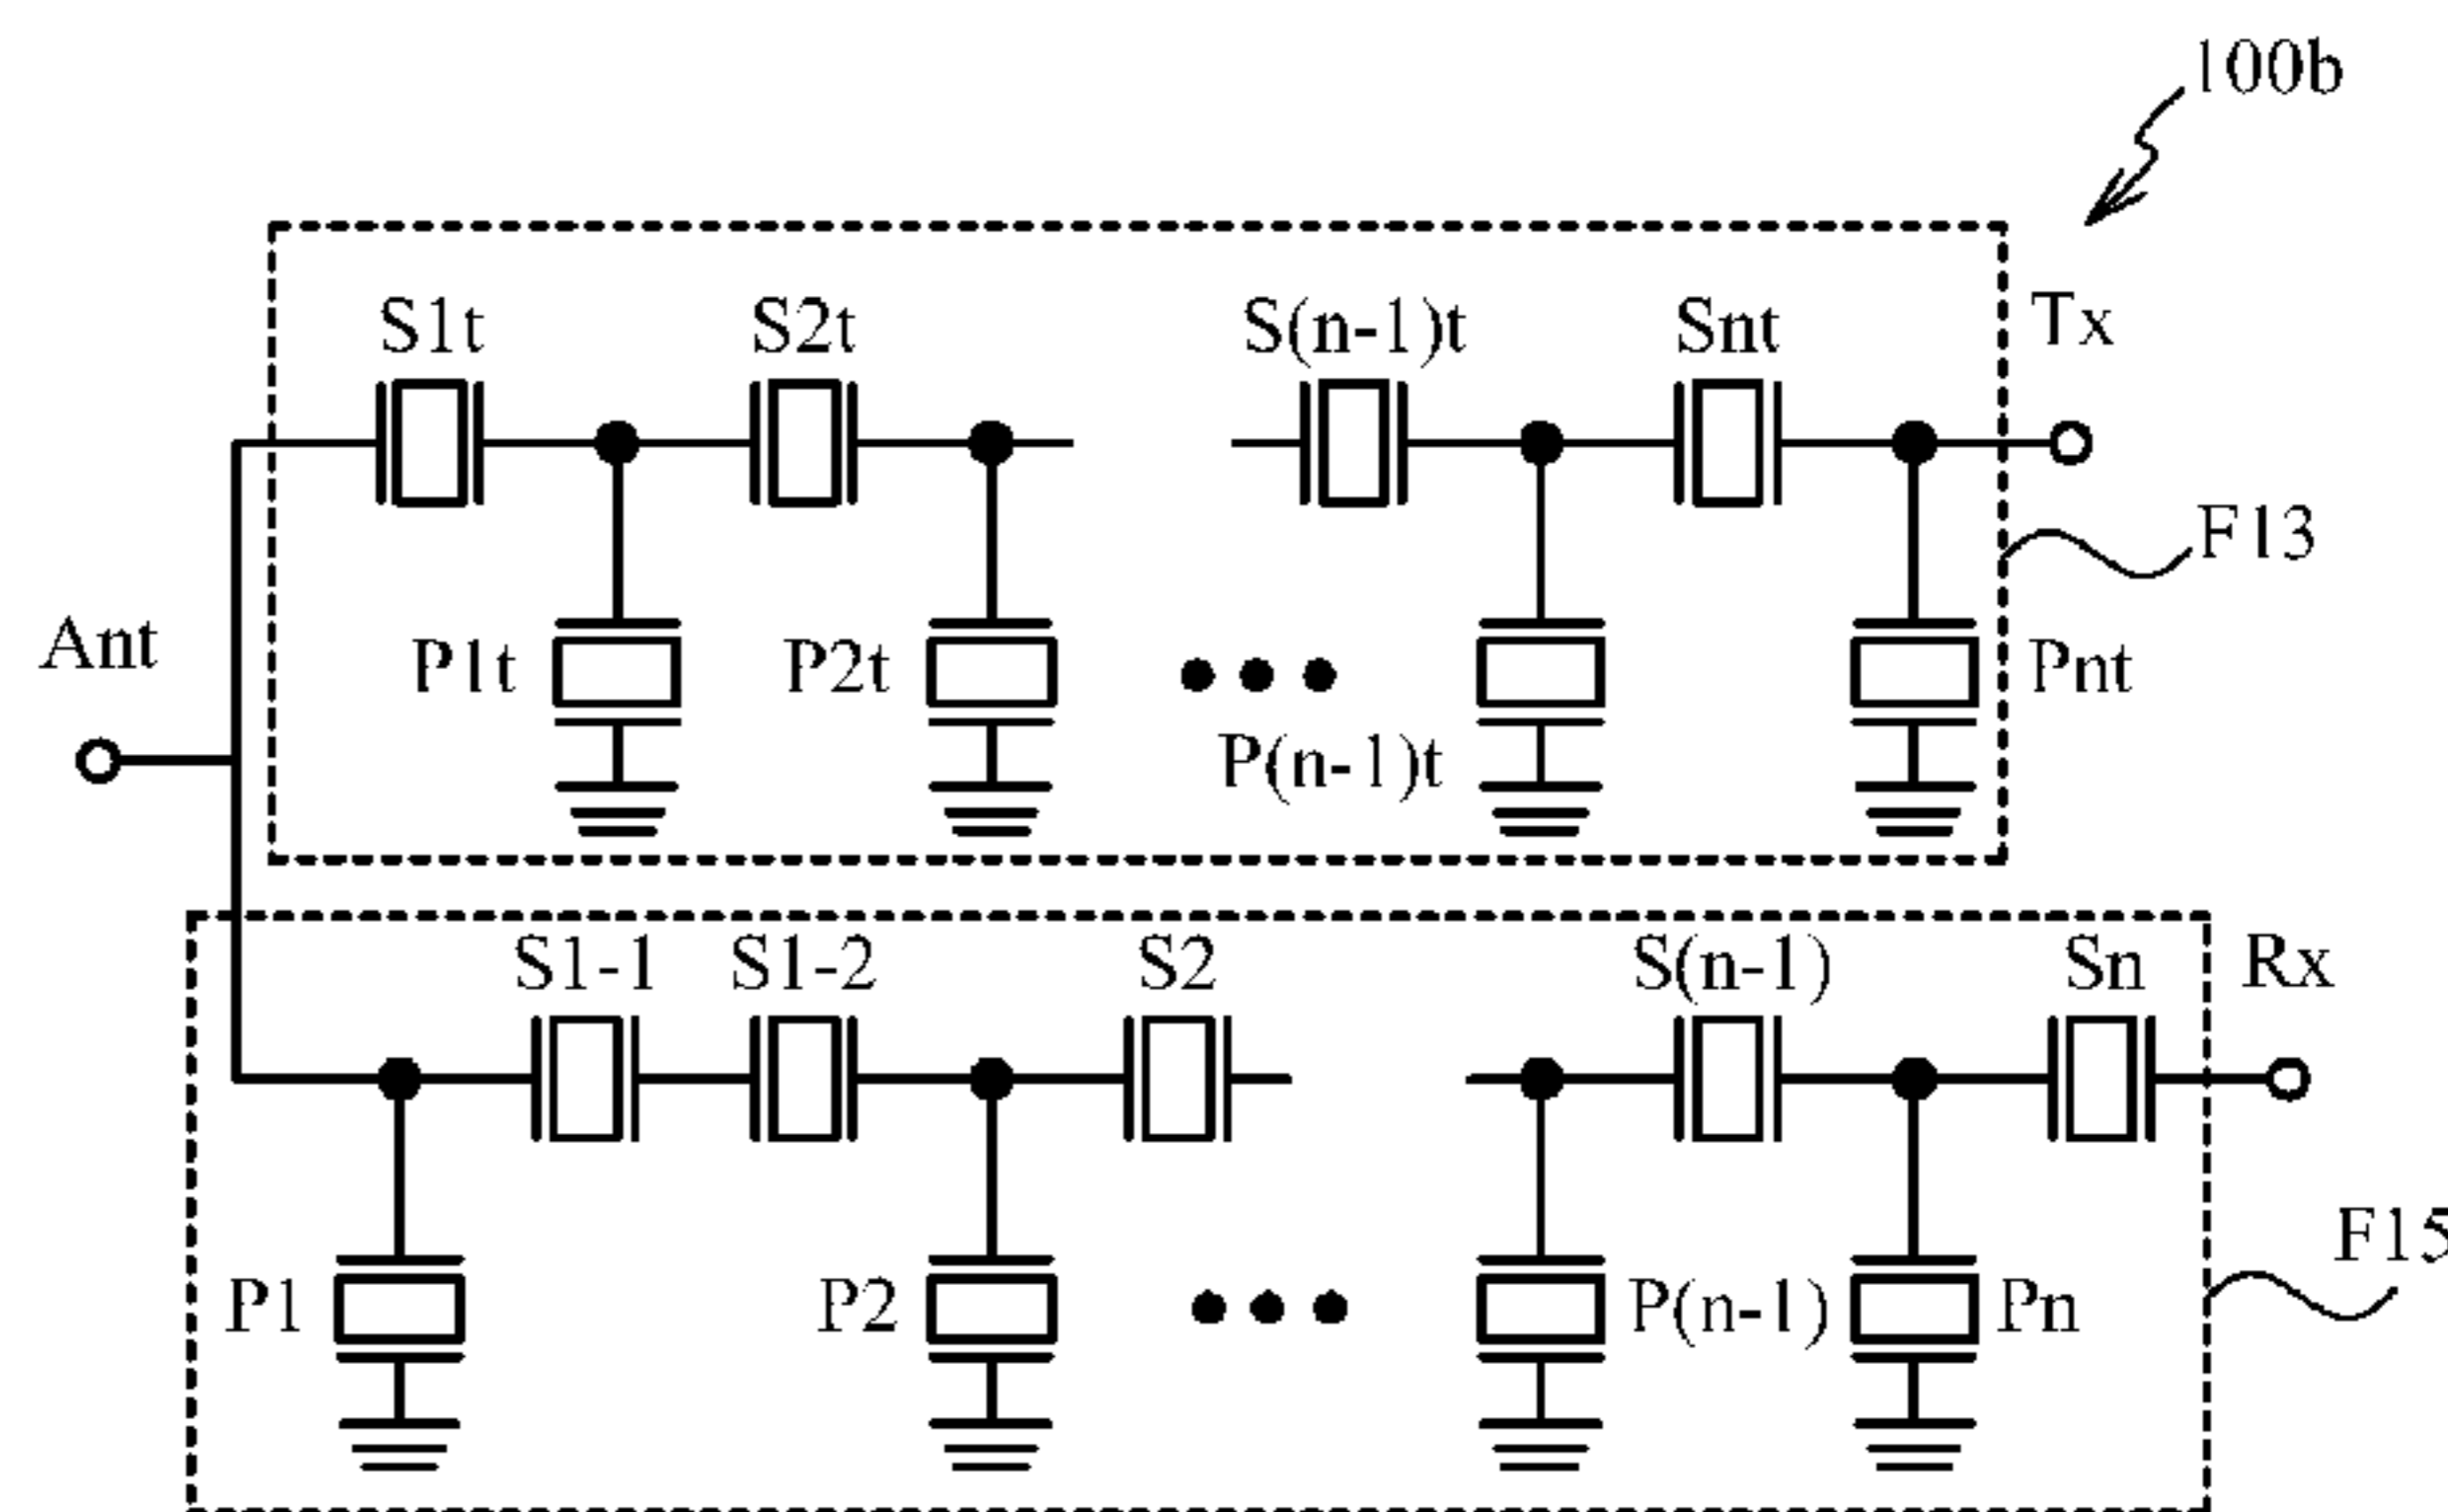 100b
S1t S2t S(n-1)t Snt Tx
F13
Ant P1t P2t Pnt
P(n-1)t
S1-1 S1-2 S2 S(n-1) Sn Rx
F15
P1 P2 P(n-1) Pn